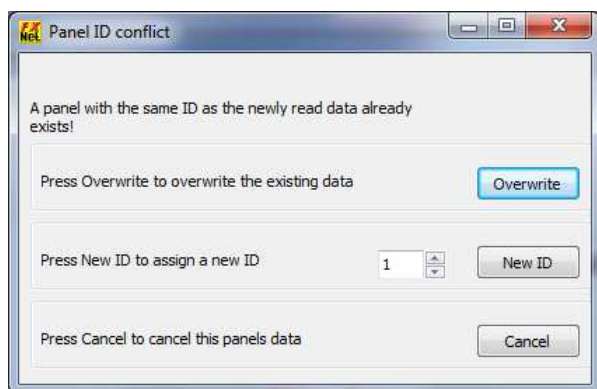 FX
Net Panel ID conflict
A panel with the same ID as the newly read data already
exists!
Press Overwrite to overwrite the existing data Overwrite
Press New ID to assign a new ID 1 New ID
Press Cancel to cancel this panels data Cancel